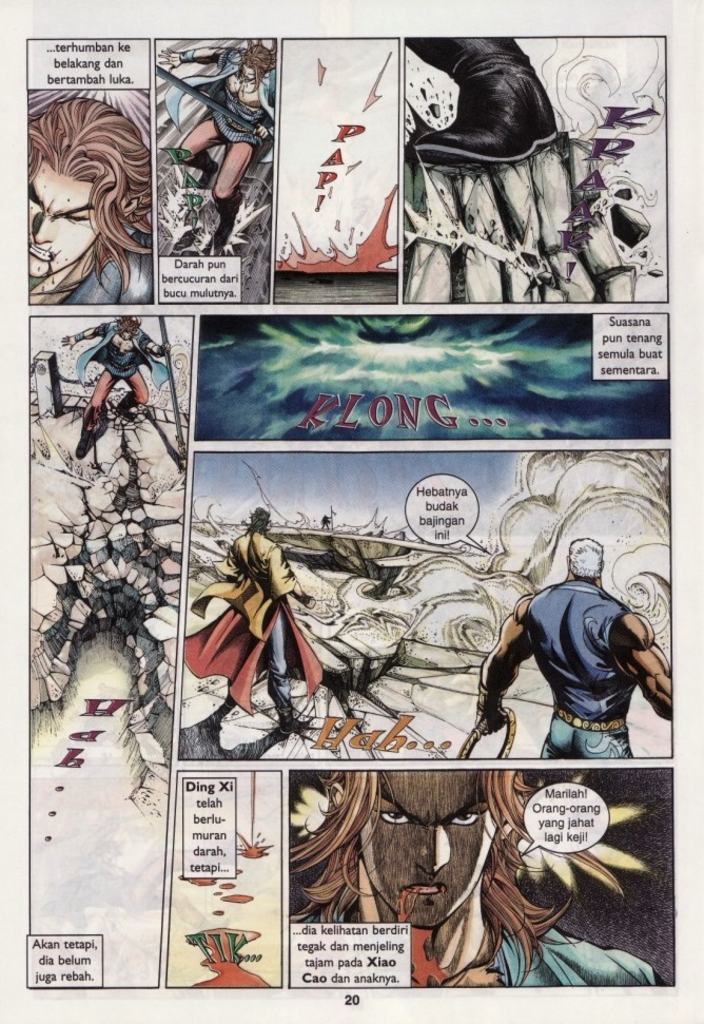 ...terhumban ke
belakang dan
bertambah luka.
PAP!
Darah pun
bercucuran dari
bucu mulutnya.
PAP!
KRAAK!
Suasana
pun tenang
semula buat
sementara.
KLONG...
Hebatnya
budak
bajingan
ini!
Hah...
Hah...
Akan tetapi,
dia belum
juga rebah.
Ding Xi
telah
berlu-
muran
darah,
tetapi...
TIK...
Marilah!
Orang-orang
yang jahat
lagi keji!
...dia kelihatan berdiri
tegak dan menjeling
tajam pada Xiao
Cao dan anaknya.
20